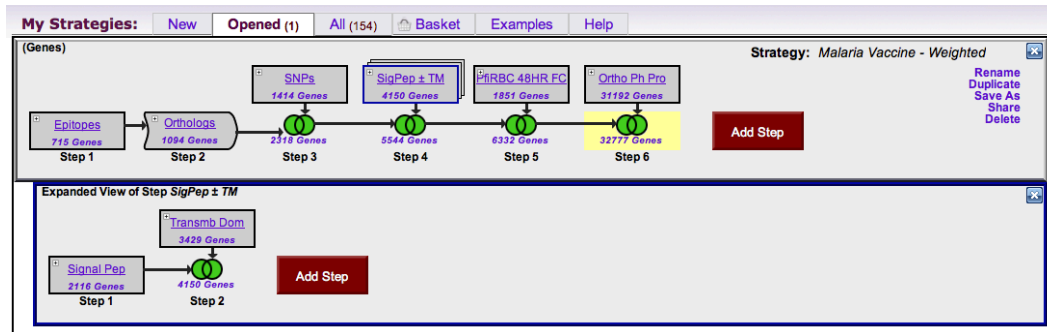 My Strategies: New Opened (1) All (154) Basket Examples Help
(Genes)
Strategy: Malaria Vaccine - Weighted
Rename
Duplicate
Save As
Share
Delete
SNPs
1414 Genes
SigPep ± TM
4150 Genes
PfiRBC 48HR FC
1851 Genes
Ortho Ph Pro
31192 Genes
Epitopes
715 Genes
Step 1
Orthologs
1094 Genes
Step 2
2318 Genes
Step 3
5544 Genes
Step 4
6332 Genes
Step 5
32777 Genes
Step 6
Add Step
Expanded View of Step SigPep ± TM
Transmb Dom
3429 Genes
Signal Pep
2116 Genes
Step 1
4150 Genes
Step 2
Add Step